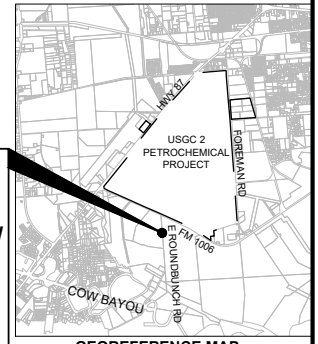 HWY 87
USGC 2
PETROCHEMICAL
PROJECT
FOREMAN RD
FM 1006
E ROUNDBUNCH RD
COW BAYOU
GEOREFERENCE MAP